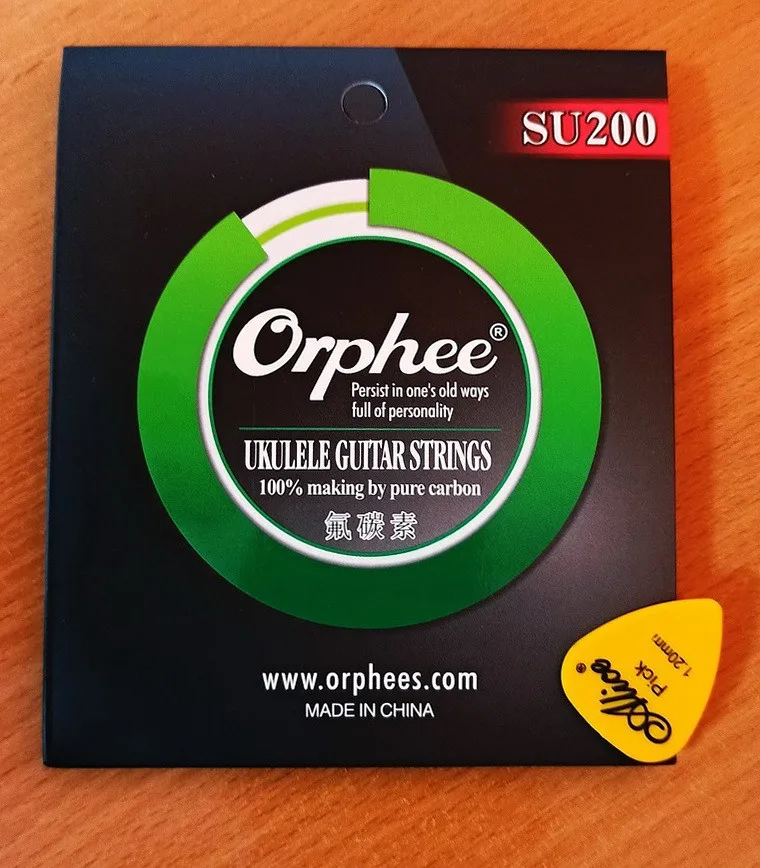 SU200
Orphee®
Persist in one's old ways
full of personality
UKULELE GUITAR STRINGS
100% making by pure carbon
氟碳素
www.orphees.com
MADE IN CHINA
Alice®
Pick
1.20mm